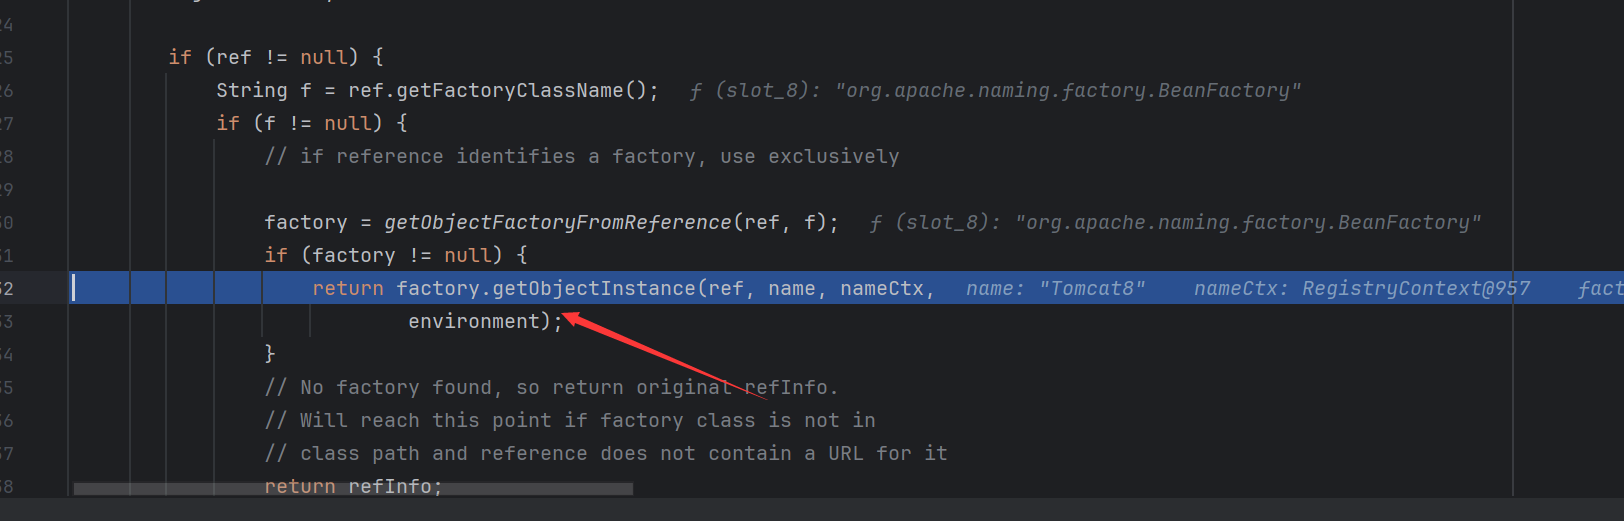 24
25 if (ref != null) {
26 String f = ref.getFactoryClassName(); f (slot_8): "org.apache.naming.factory.BeanFactory"
27 if (f != null) {
28 // if reference identifies a factory, use exclusively
29
30 factory = getObjectFactoryFromReference(ref, f); f (slot_8): "org.apache.naming.factory.BeanFactory"
31 if (factory != null) {
32 return factory.getObjectInstance(ref, name, nameCtx, name: "Tomcat8" nameCtx: RegistryContext@957 fact
33 environment);
34 }
35 // No factory found, so return original refInfo.
36 // Will reach this point if factory class is not in
37 // class path and reference does not contain a URL for it
38 return refInfo;